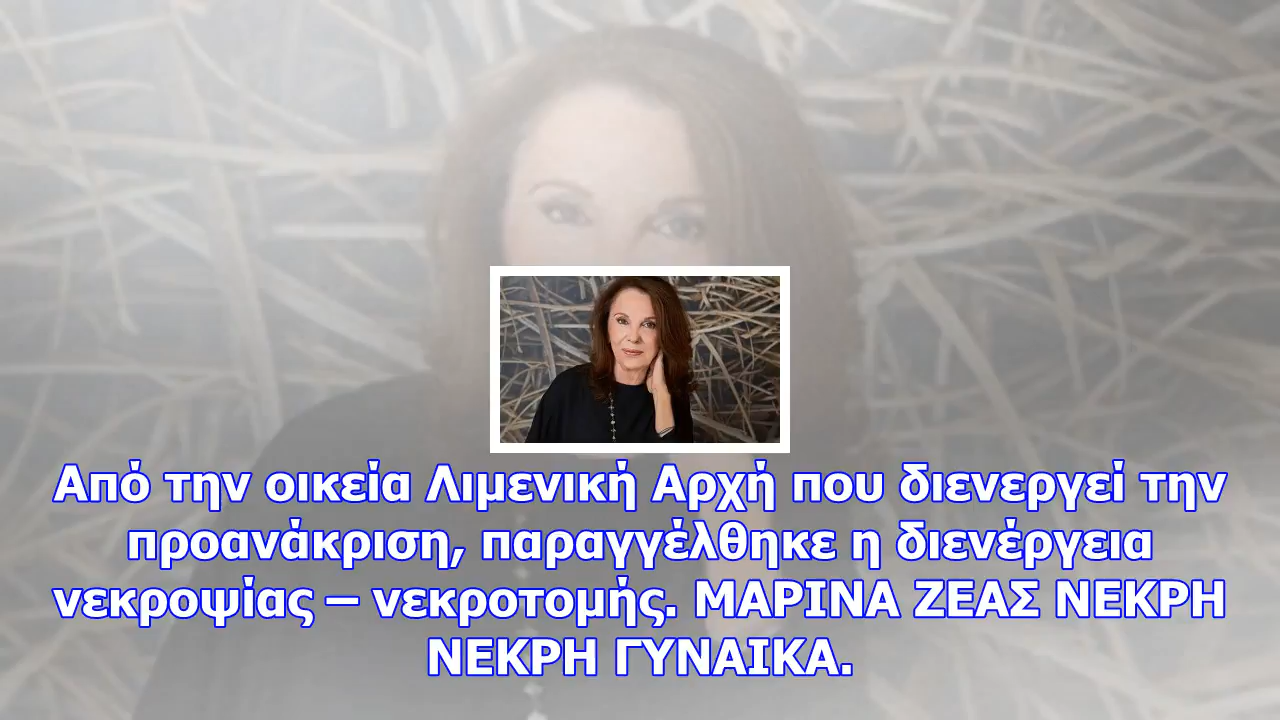 Από την οικεία Λιμενική Αρχή που διενεργεί την
προανάκριση, παραγγέλθηκε η διενέργεια
νεκροψίας – νεκροτομής. ΜΑΡΙΝΑ ΖΕΑΣ ΝΕΚΡΗ
ΝΕΚΡΗ ΓΥΝΑΙΚΑ.